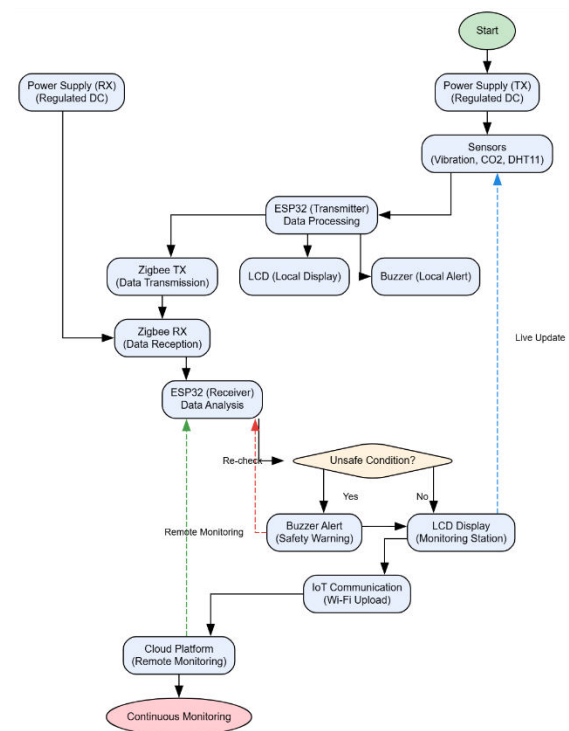 Start
Power Supply (RX)
(Regulated DC)
Power Supply (TX)
(Regulated DC)
Sensors
(Vibration, CO2, DHT11)
ESP32 (Transmitter)
Data Processing
Zigbee TX
(Data Transmission)
LCD (Local Display)
Buzzer (Local Alert)
Zigbee RX
(Data Reception)
Live Update
ESP32 (Receiver)
Data Analysis
Re-check
Unsafe Condition?
Yes
No
Remote Monitoring
Buzzer Alert
(Safety Warning)
LCD Display
(Monitoring Station)
IoT Communication
(Wi-Fi Upload)
Cloud Platform
(Remote Monitoring)
Continuous Monitoring